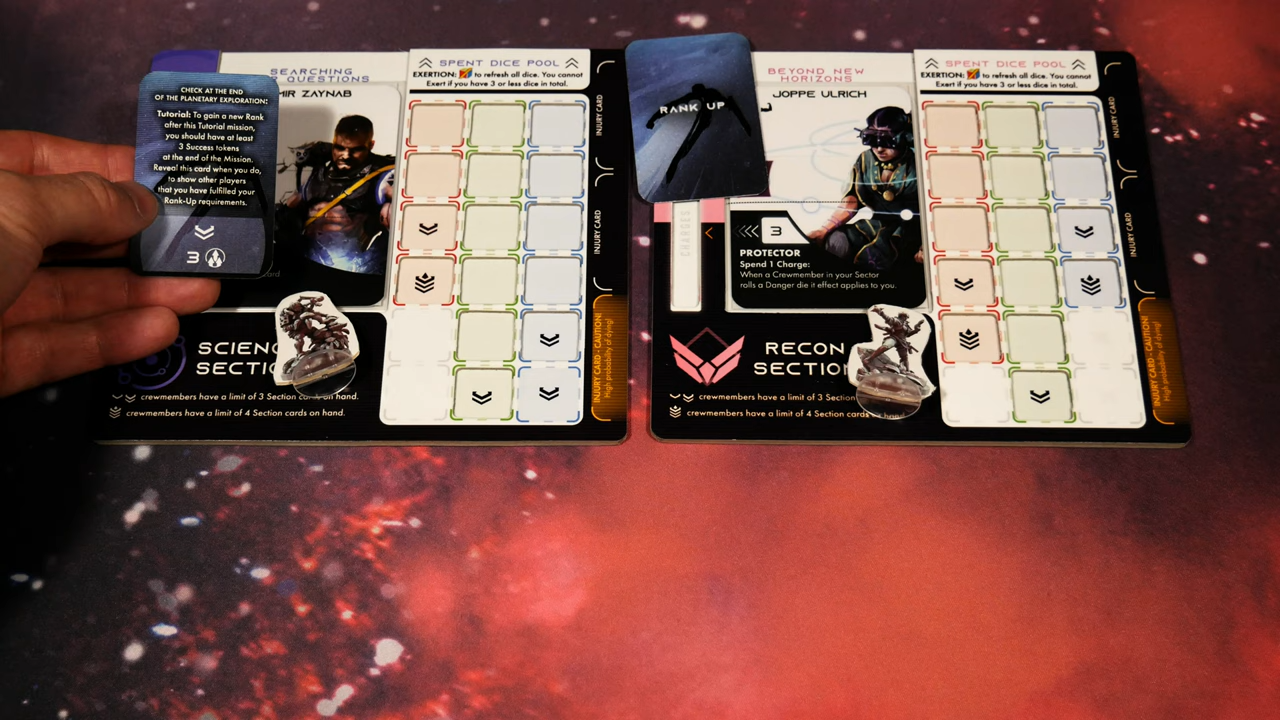 CHECK AT THE END
OF THE PLANETARY EXPLORATION:
Tutorial: To gain a new Rank
after this Tutorial mission,
you should have at least
3 Success tokens
at the end of the Mission.
Reveal this card when you do,
to show other players
that you have fulfilled your
Rank-Up requirements.
3
SEARCHING
QUESTIONS
ZAYNAB
SPENT DICE POOL
EXERTION: to refresh all dice. You cannot
Exert if you have 3 or less dice in total.
INJURY CARD
INJURY CARD
INJURY CARD - CAUTION!
High probability of dying!
crewmembers have a limit of 3 Section cards on hand.
crewmembers have a limit of 4 Section cards on hand.
RANK UP
BEYOND NEW
HORIZONS
JOPPE ULRICH
CHARGES
3
PROTECTOR
Spend 1 Charge:
When a Crewmember in your Sector
rolls a Danger die it effect applies to you.
RECON
SECTION
crewmembers have a limit of 3 Section
crewmembers have a limit of 4 Section cards on hand.
SPENT DICE POOL
EXERTION: to refresh all dice. You cannot
Exert if you have 3 or less dice in total.
INJURY CARD
INJURY CARD
INJURY CARD - CAUTION!
High probability of dying!